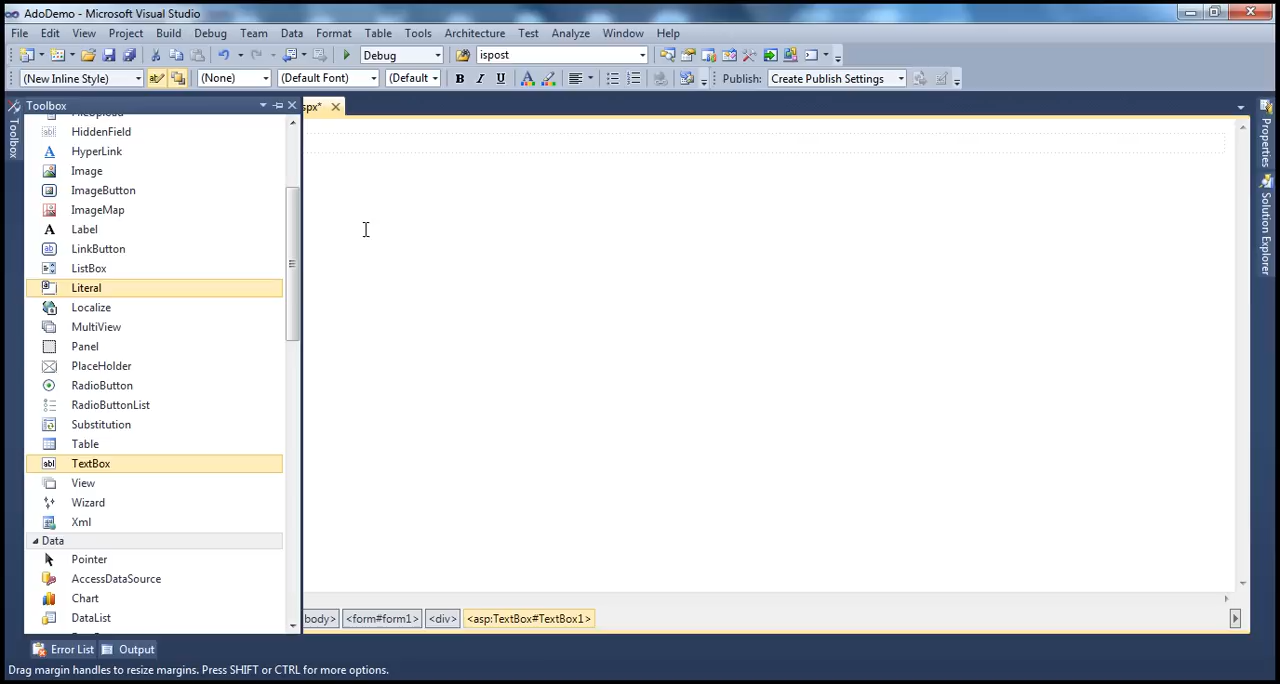 AdoDemo - Microsoft Visual Studio
File Edit View Project Build Debug Team Data Format Table Tools Architecture Test Analyze Window Help
Debug ispost
(New Inline Style) (None) (Default Font) (Default B I U A Publish: Create Publish Settings
Toolbox
spx*
Toolbox
Properties
Solution Explorer
FileUpload
HiddenField
HyperLink
Image
ImageButton
ImageMap
Label
LinkButton
ListBox
Literal
Localize
MultiView
Panel
PlaceHolder
RadioButton
RadioButtonList
Substitution
Table
TextBox
View
Wizard
Xml
Data
Pointer
AccessDataSource
Chart
DataList
body> <form#form1> <div> <asp:TextBox#TextBox1>
Error List Output
Drag margin handles to resize margins. Press SHIFT or CTRL for more options.